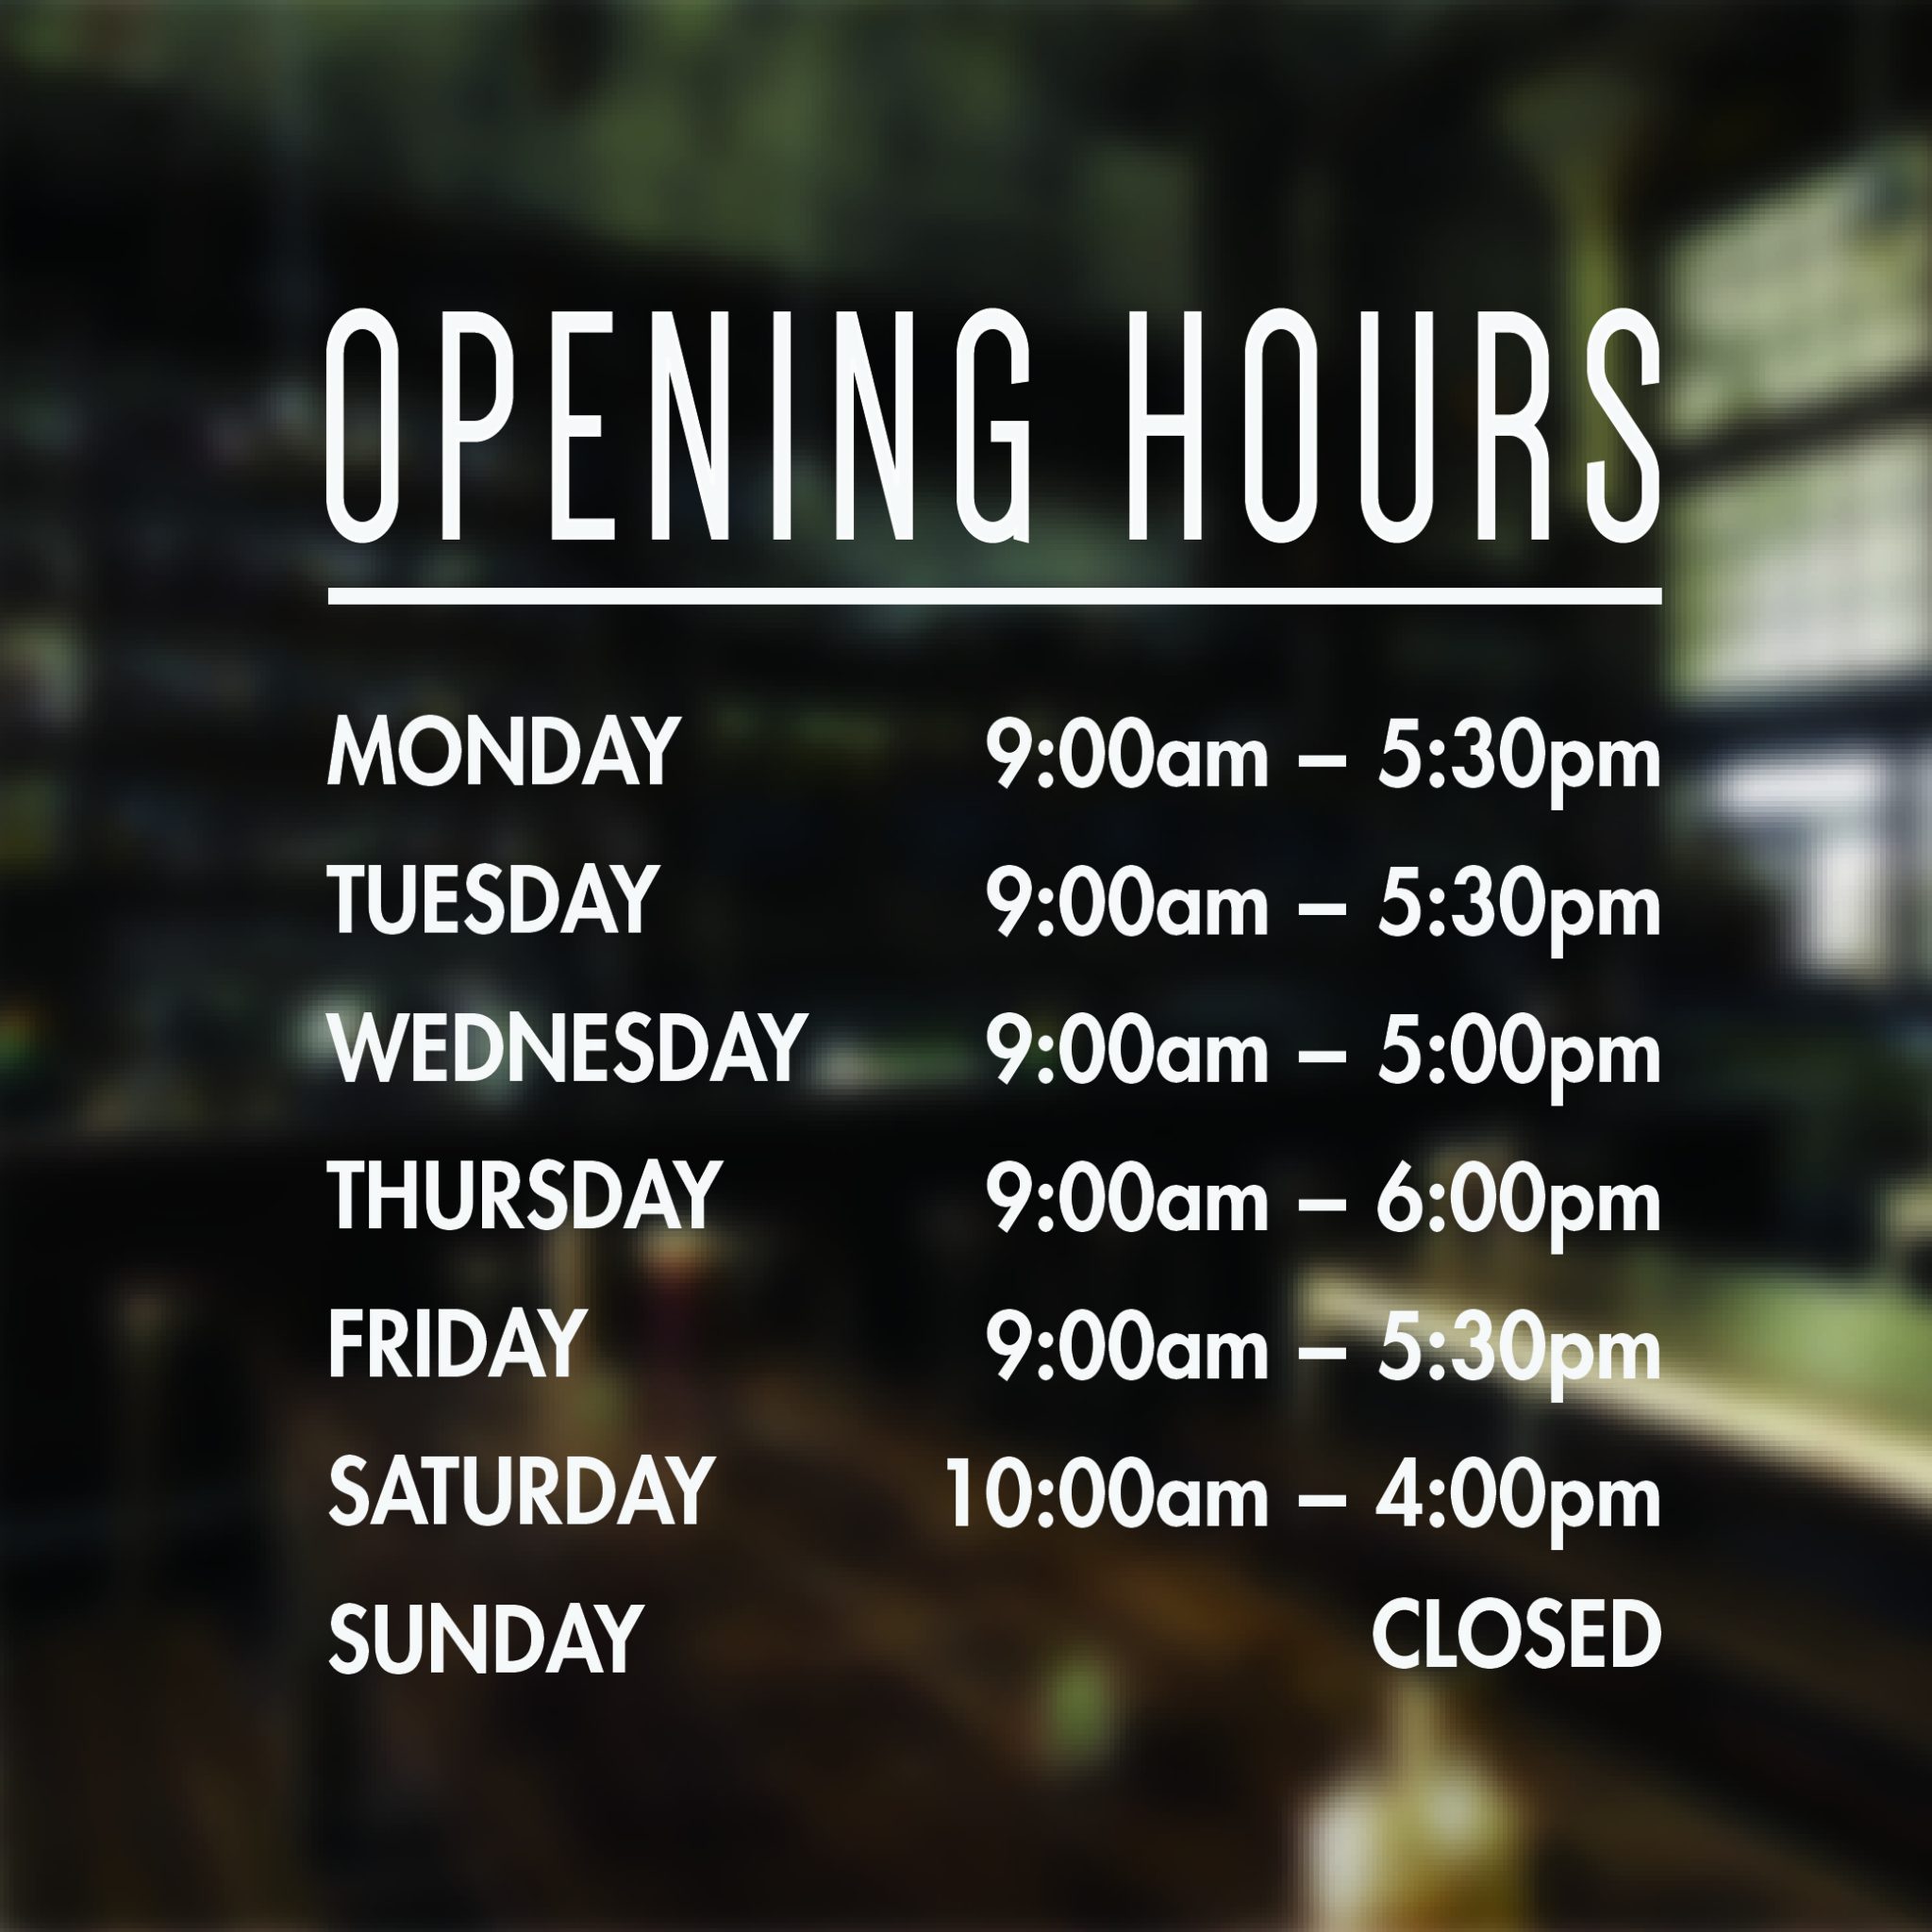 OPENING HOURS
MONDAY 9:00am – 5:30pm
TUESDAY 9:00am – 5:30pm
WEDNESDAY 9:00am – 5:00pm
THURSDAY 9:00am – 6:00pm
FRIDAY 9:00am – 5:30pm
SATURDAY 10:00am – 4:00pm
SUNDAY CLOSED